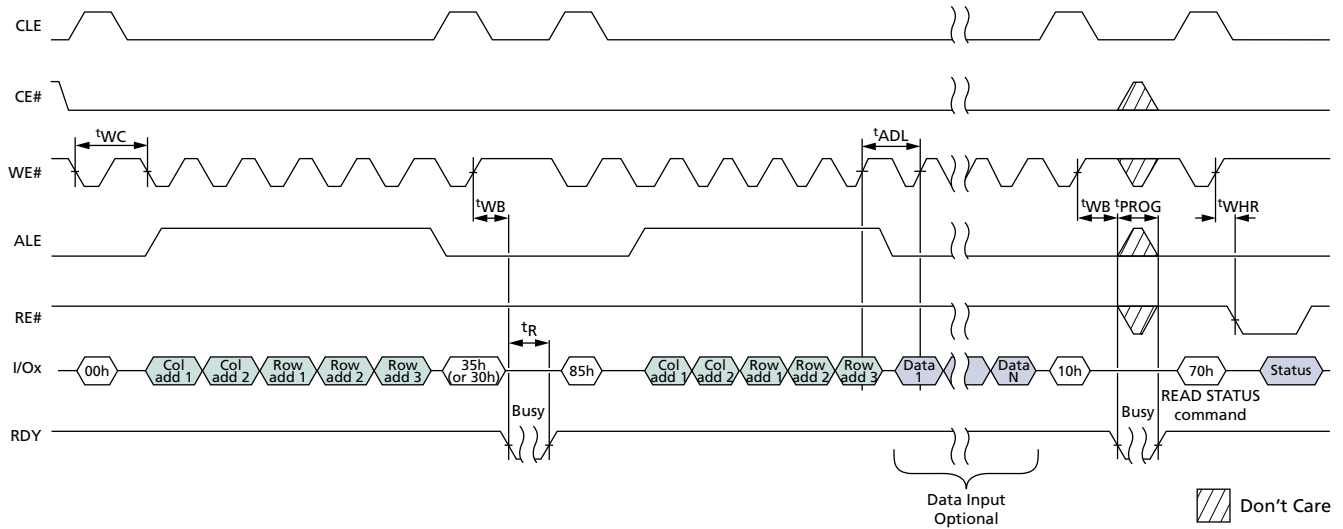 CLE
CE#
tWC
tADL
WE#
tWB
tWB
tPROG
tWHR
ALE
RE#
tR
I/Ox
00h
Col add 1
Col add 2
Row add 1
Row add 2
Row add 3
35h (or 30h)
85h
Col add 1
Col add 2
Row add 1
Row add 2
Row add 3
Data 1
Data N
10h
70h
Status
READ STATUS command
Busy
Busy
RDY
Data Input
Optional
Don't Care